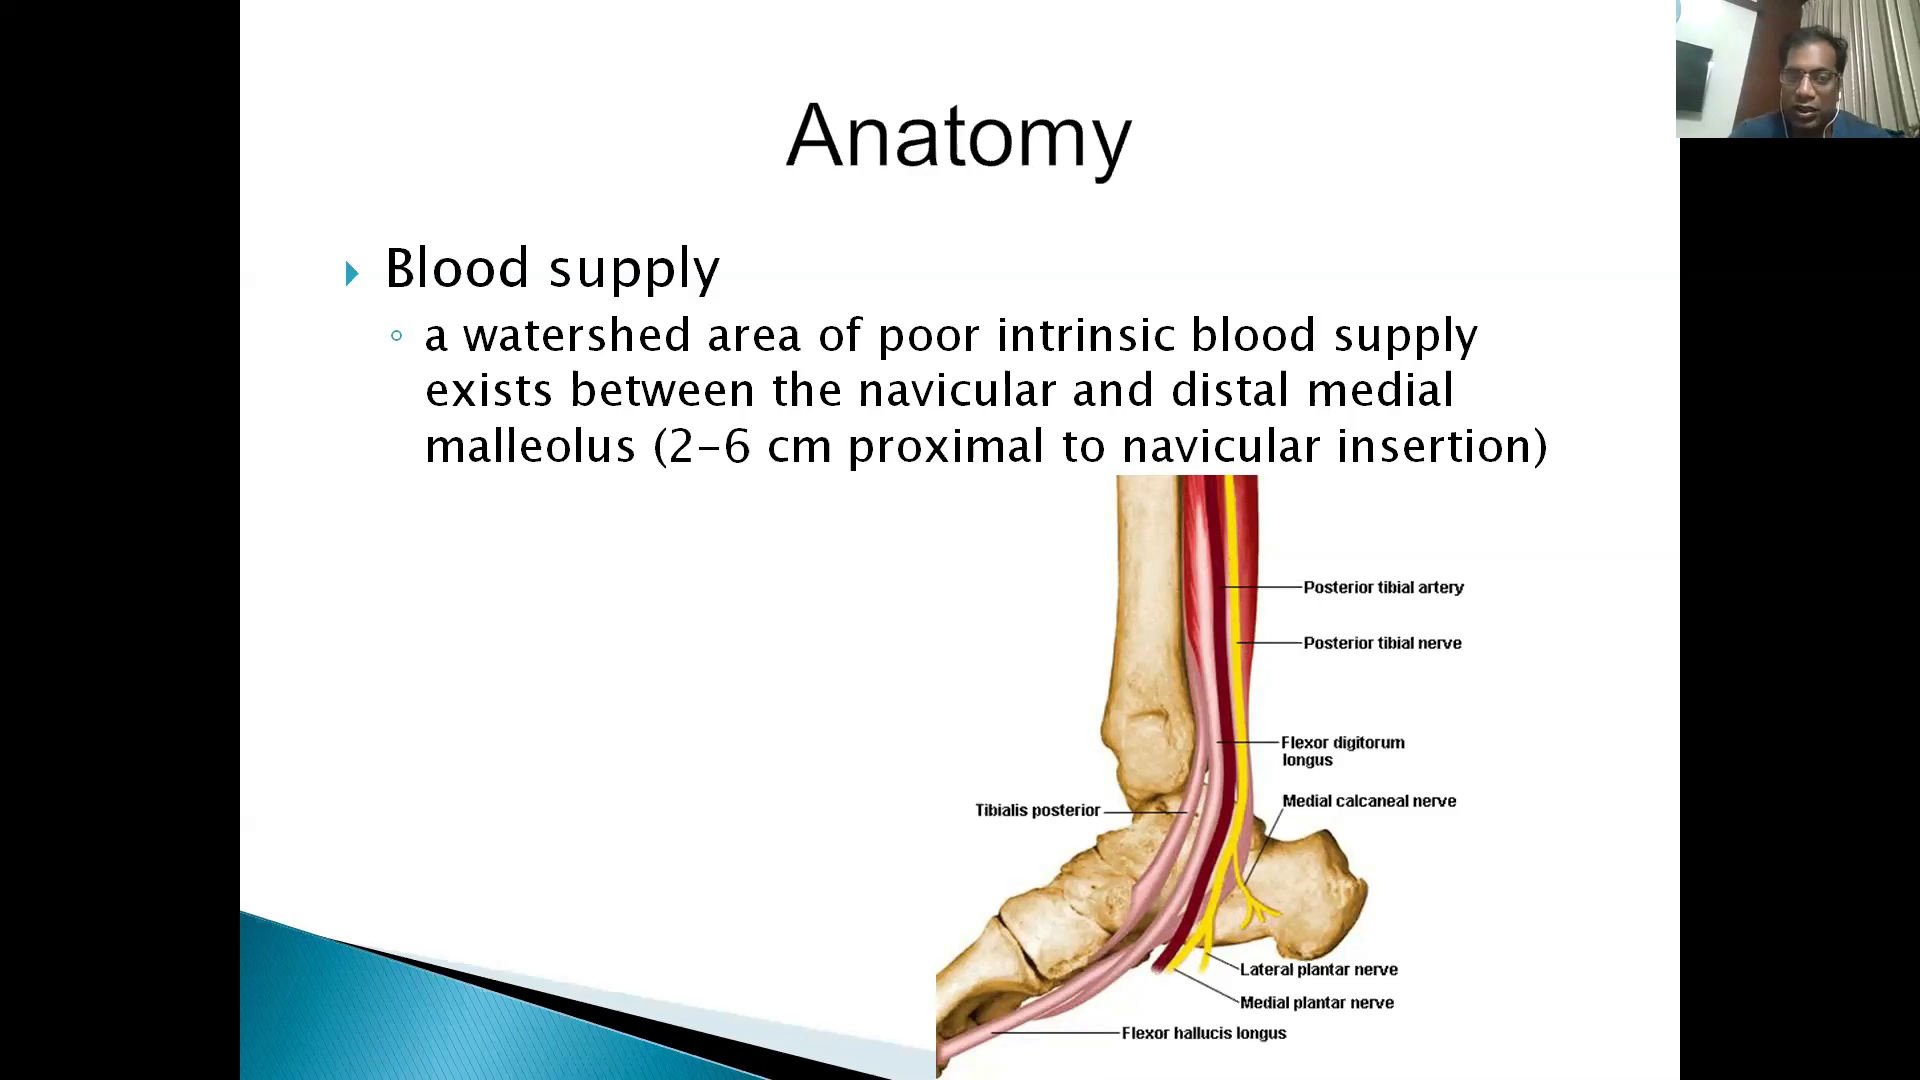 Anatomy
Blood supply
a watershed area of poor intrinsic blood supply
exists between the navicular and distal medial
malleolus (2-6 cm proximal to navicular insertion)
Posterior tibial artery
Posterior tibial nerve
Flexor digitorum
longus
Medial calcaneal nerve
Tibialis posterior
Lateral plantar nerve
Medial plantar nerve
Flexor hallucis longus